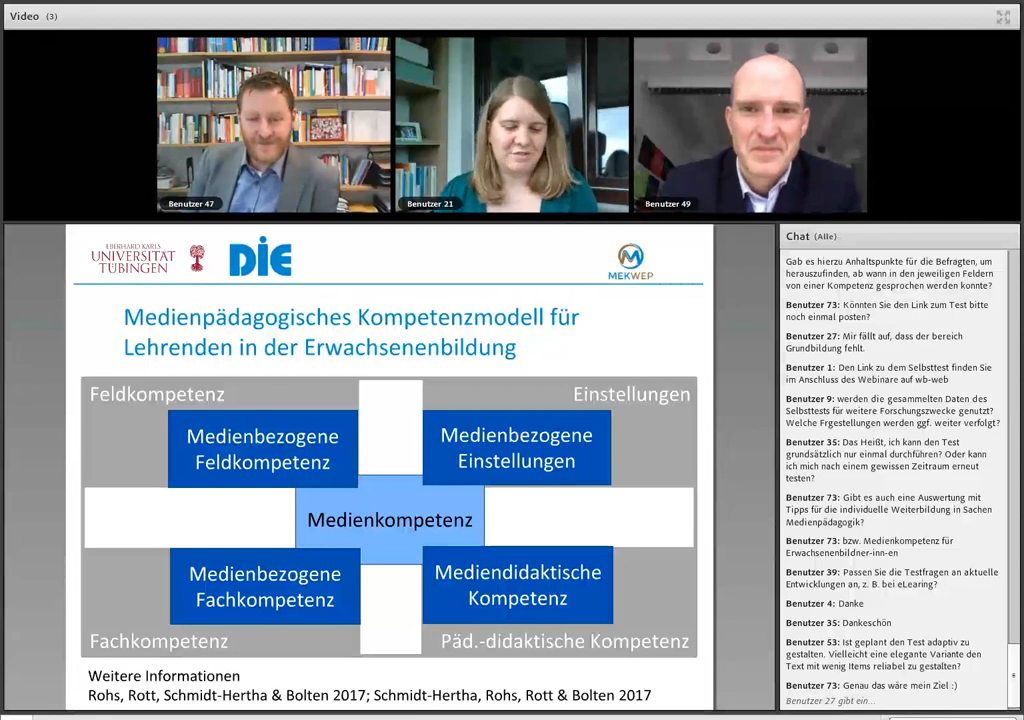 Video (3)
Benutzer 47
Benutzer 21
Benutzer 49
EBERHARD KARLS
UNIVERSITÄT
TÜBINGEN
DIE
MEKWEP
Medienpädagogisches Kompetenzmodell für
Lehrenden in der Erwachsenenbildung
Feldkompetenz
Einstellungen
Medienbezogene
Feldkompetenz
Medienbezogene
Einstellungen
Medienkompetenz
Medienbezogene
Fachkompetenz
Mediendidaktische
Kompetenz
Fachkompetenz
Päd.-didaktische Kompetenz
Weitere Informationen
Rohs, Rott, Schmidt-Hertha & Bolten 2017; Schmidt-Hertha, Rohs, Rott & Bolten 2017
Chat (Alle)
Gab es hierzu Anhaltspunkte für die Befragten, um
herauszufinden, ab wann in den jeweiligen Feldern
von einer Kompetenz gesprochen werden konnte?
Benutzer 73: Könnten Sie den Link zum Test bitte
noch einmal posten?
Benutzer 27: Mir fällt auf, dass der bereich
Grundbildung fehlt.
Benutzer 1: Den Link zu dem Selbsttest finden Sie
im Anschluss des Webinare auf wb-web
Benutzer 9: werden die gesammelten Daten des
Selbsttests für weitere Forschungszwecke genutzt?
Welche Frgestellungen werden ggf. weiter verfolgt?
Benutzer 35: Das Heißt, ich kann den Test
grundsätzlich nur einmal durchführen? Oder kann
ich mich nach einem gewissen Zeitraum erneut
testen?
Benutzer 73: Gibt es auch eine Auswertung mit
Tipps für die individuelle Weiterbildung in Sachen
Medienpädagogik?
Benutzer 73: bzw. Medienkompetenz für
Erwachsenenbildner-inn-en
Benutzer 39: Passen Sie die Testfragen an aktuelle
Entwicklungen an, z. B. bei eLearing?
Benutzer 4: Danke
Benutzer 35: Dankeschön
Benutzer 53: Ist geplant den Test adaptiv zu
gestalten. Vielleicht eine elegante Variante den
Text mit wenig Items reliabel zu gestalten?
Benutzer 73: Genau das wäre mein Ziel :)
Benutzer 27 gibt ein...